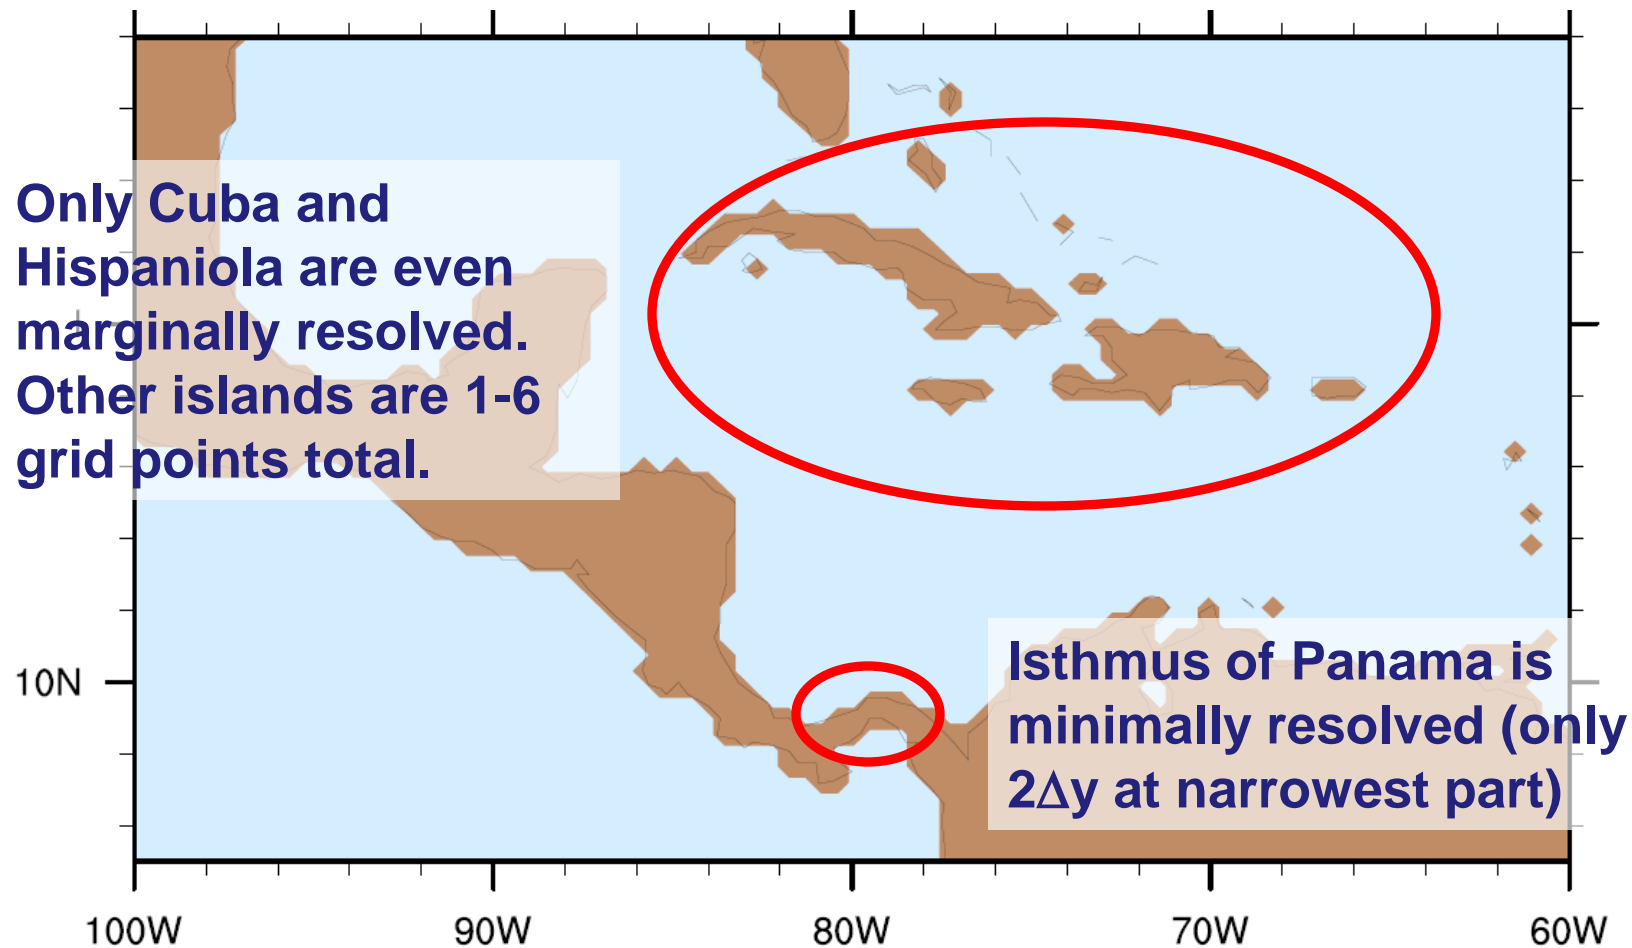 Only Cuba and
Hispaniola are even
marginally resolved.
Other islands are 1-6
grid points total.
10N
Isthmus of Panama is
minimally resolved (only
2Δy at narrowest part)
100W 90W 80W 70W 60W